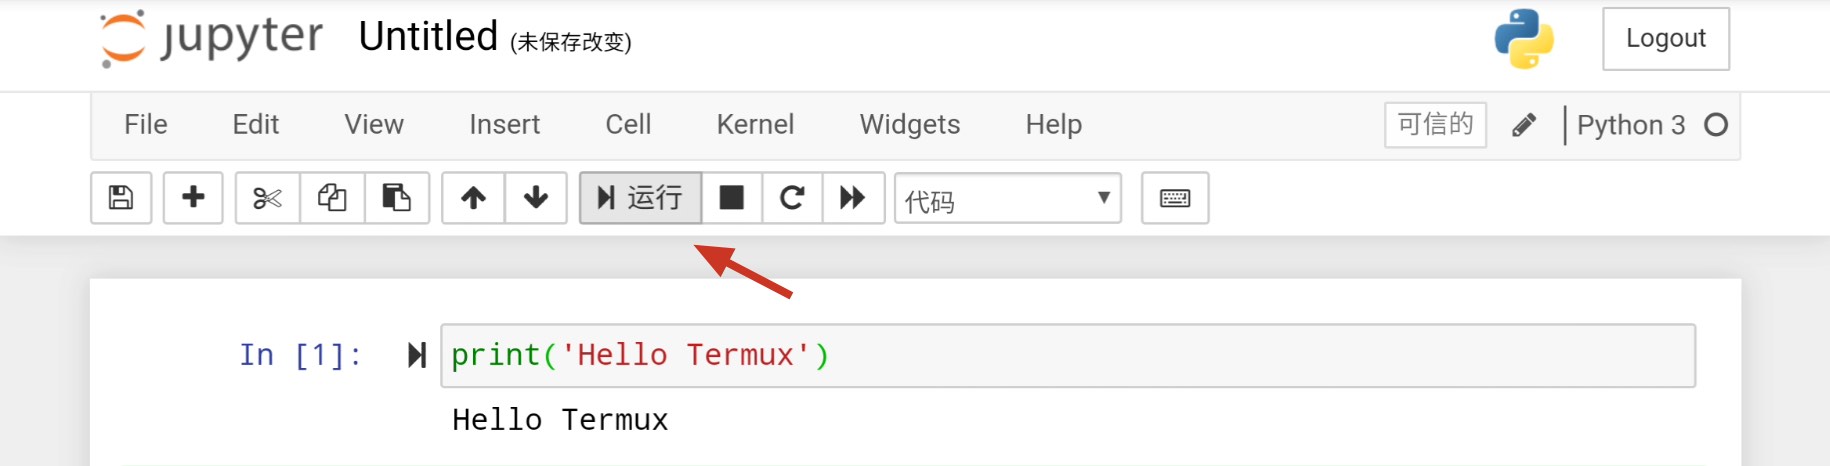 jupyter Untitled (未保存改变) Logout
File Edit View Insert Cell Kernel Widgets Help 可信的 Python 3
运行 代码
In [1]: print('Hello Termux')
Hello Termux